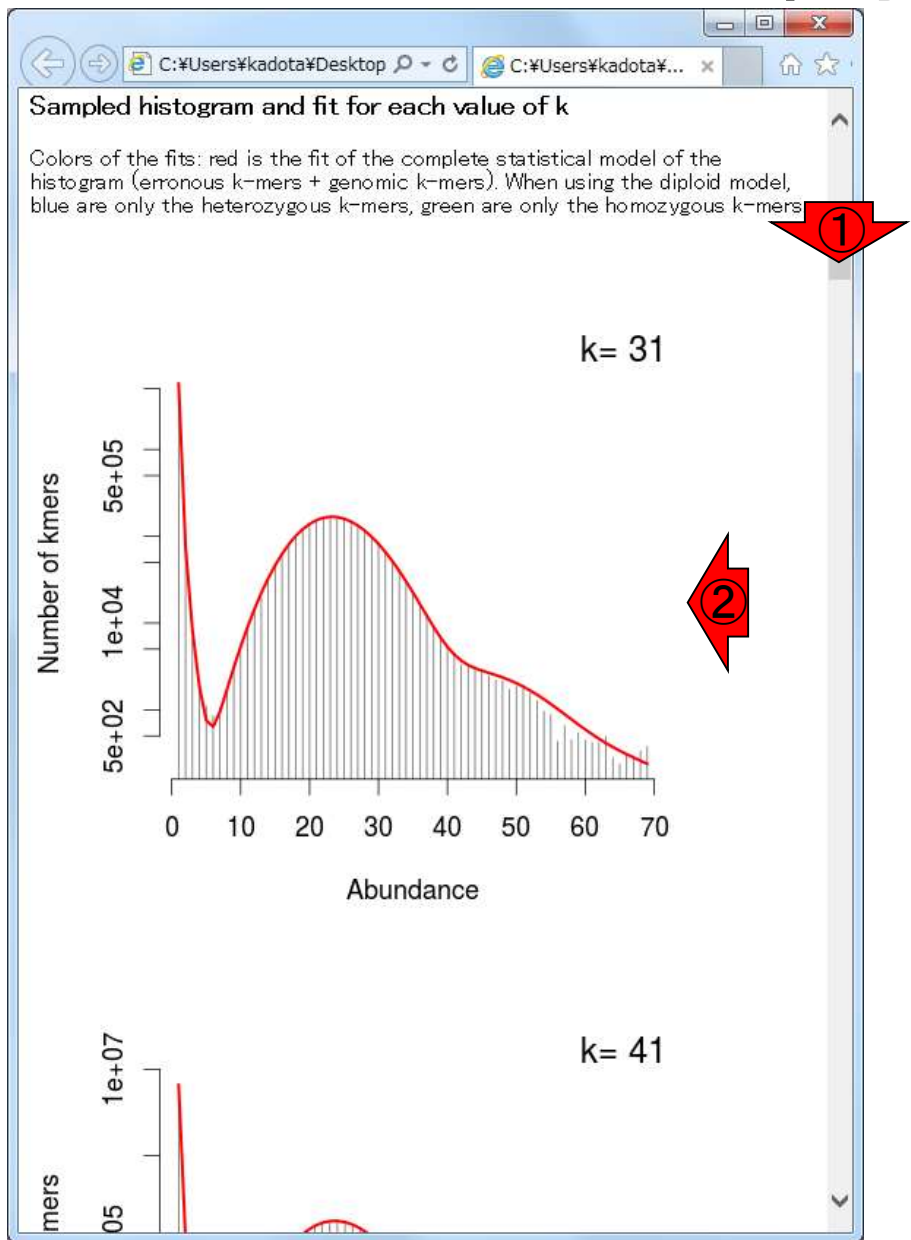 C:¥Users¥kadota¥Desktop
C:¥Users¥kadota¥...
Sampled histogram and fit for each value of k
Colors of the fits: red is the fit of the complete statistical model of the
histogram (erronous k-mers + genomic k-mers). When using the diploid model,
blue are only the heterozygous k-mers, green are only the homozygous k-mers
①
k= 31
Number of kmers
5e+05
1e+04
5e+02
②
0 10 20 30 40 50 60 70
Abundance
k= 41
1e+07
mers
05